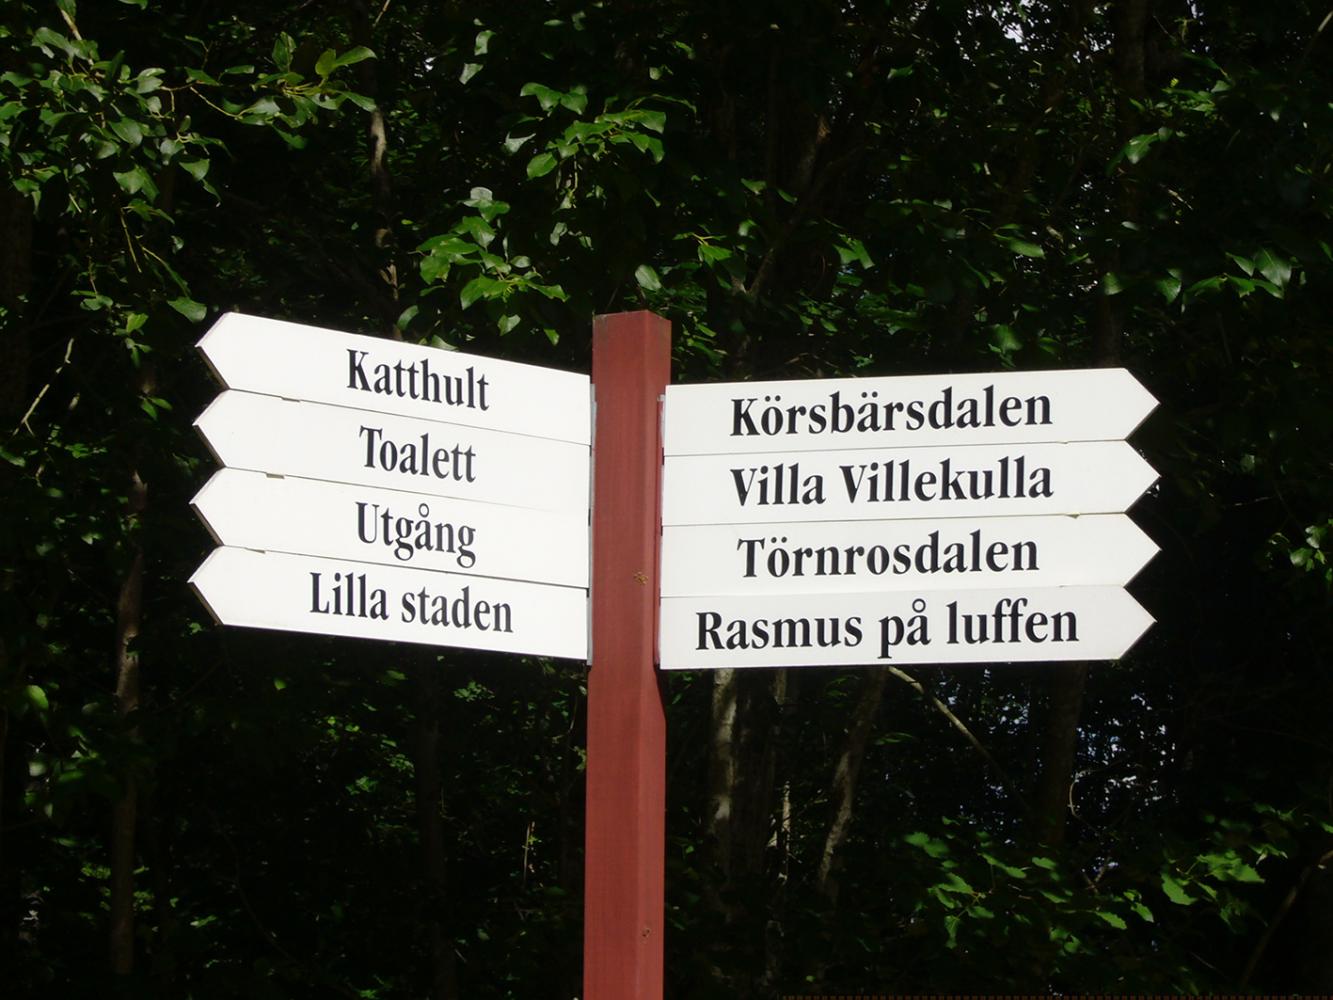 Katthult
Toalett
Utgång
Lilla staden
Körsbärsdalen
Villa Villekulla
Törnrosdalen
Rasmus på luffen